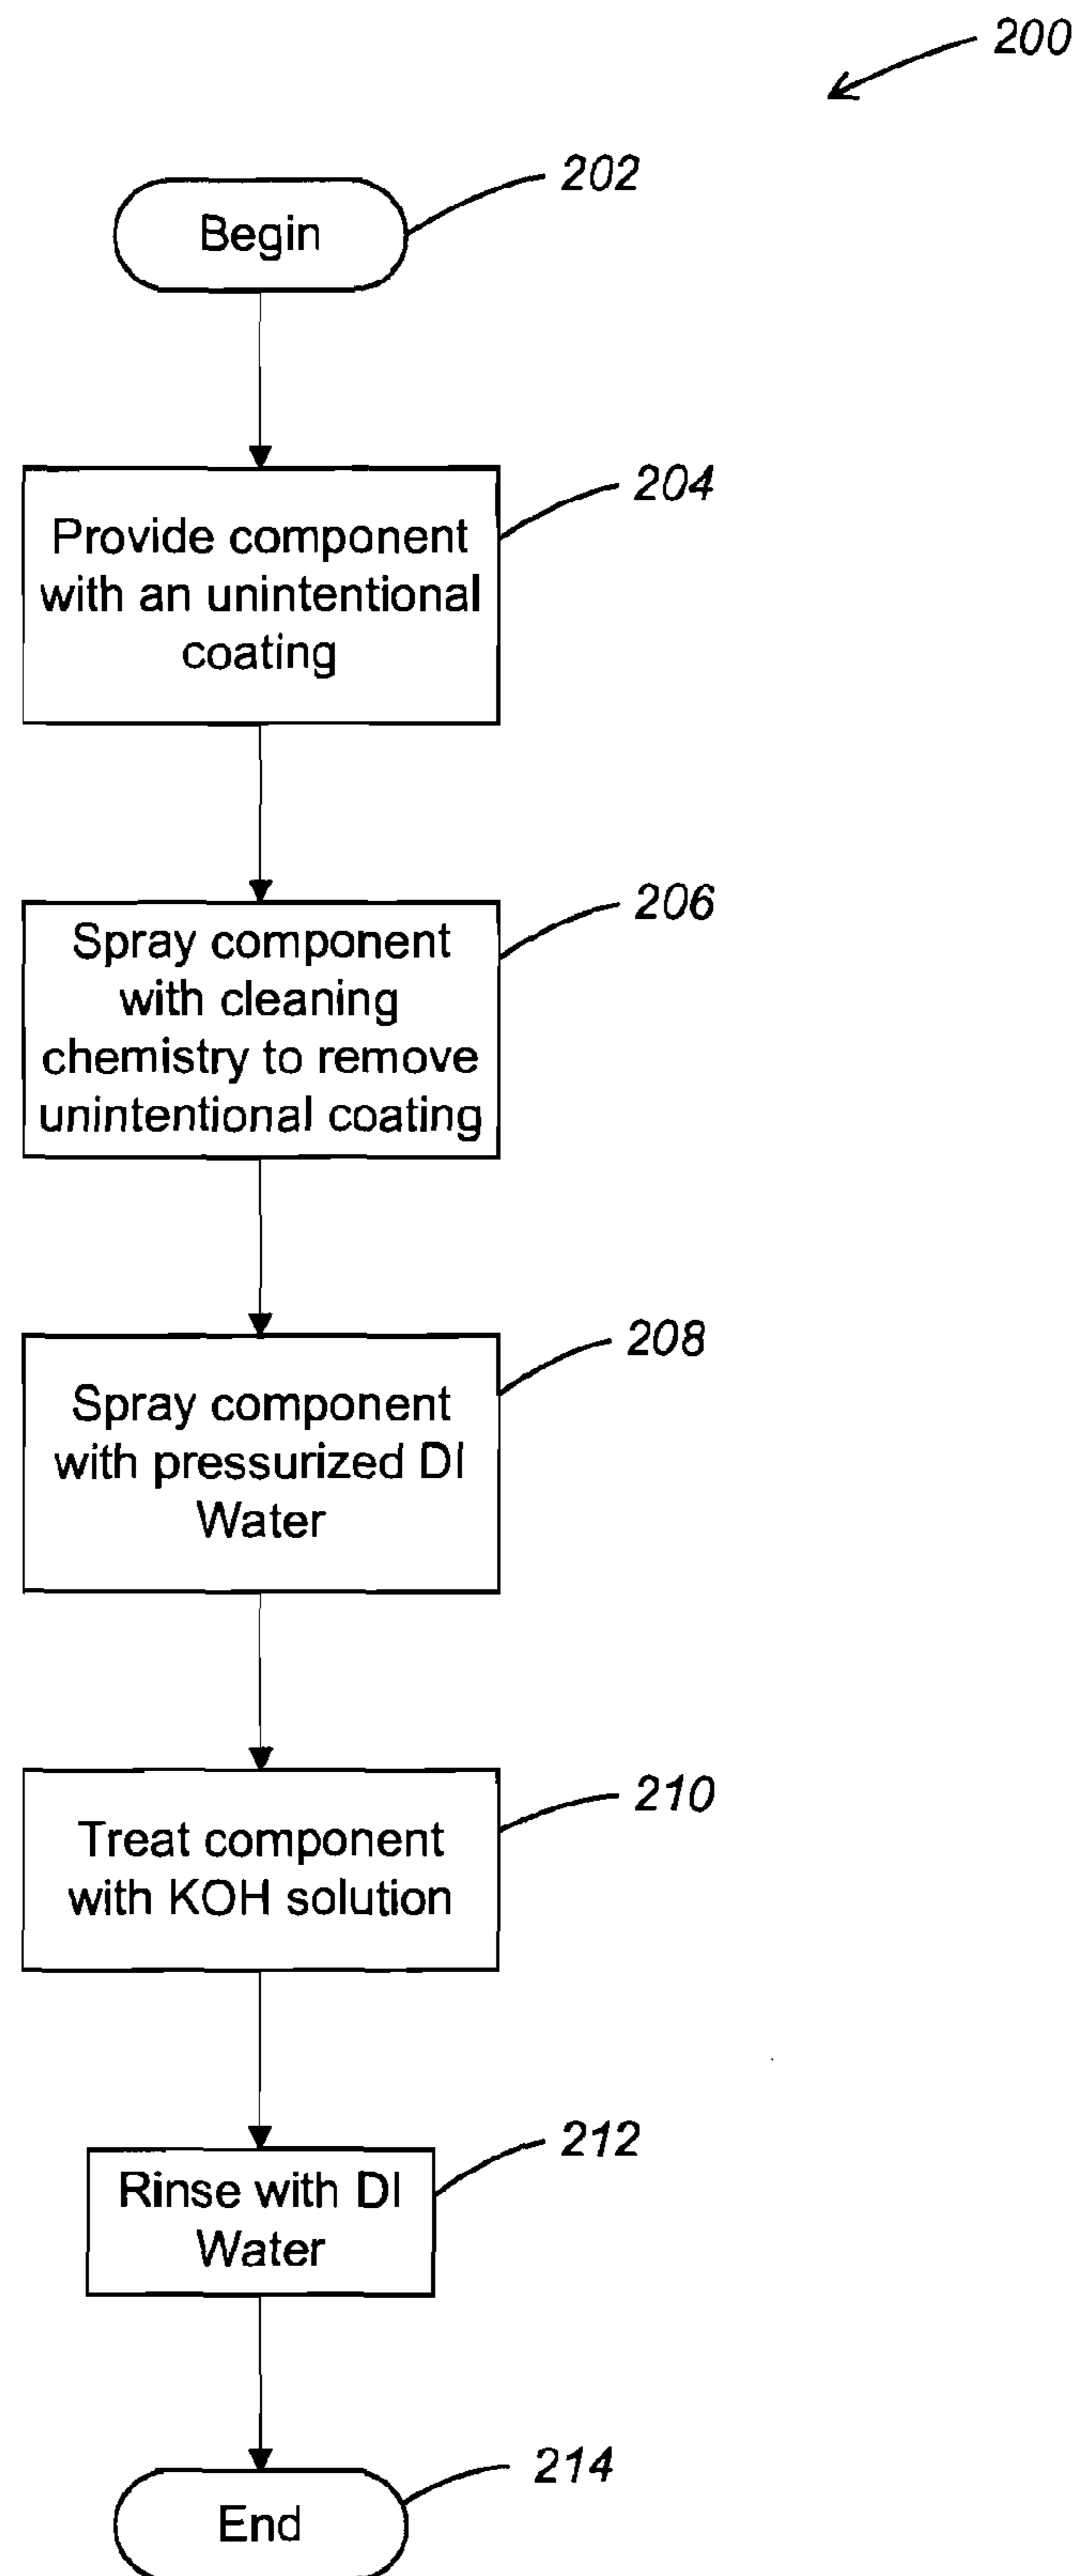 200
202
Begin
204
Provide component
with an unintentional
coating
206
Spray component
with cleaning
chemistry to remove
unintentional coating
208
Spray component
with pressurized DI
Water
210
Treat component
with KOH solution
212
Rinse with DI
Water
214
End